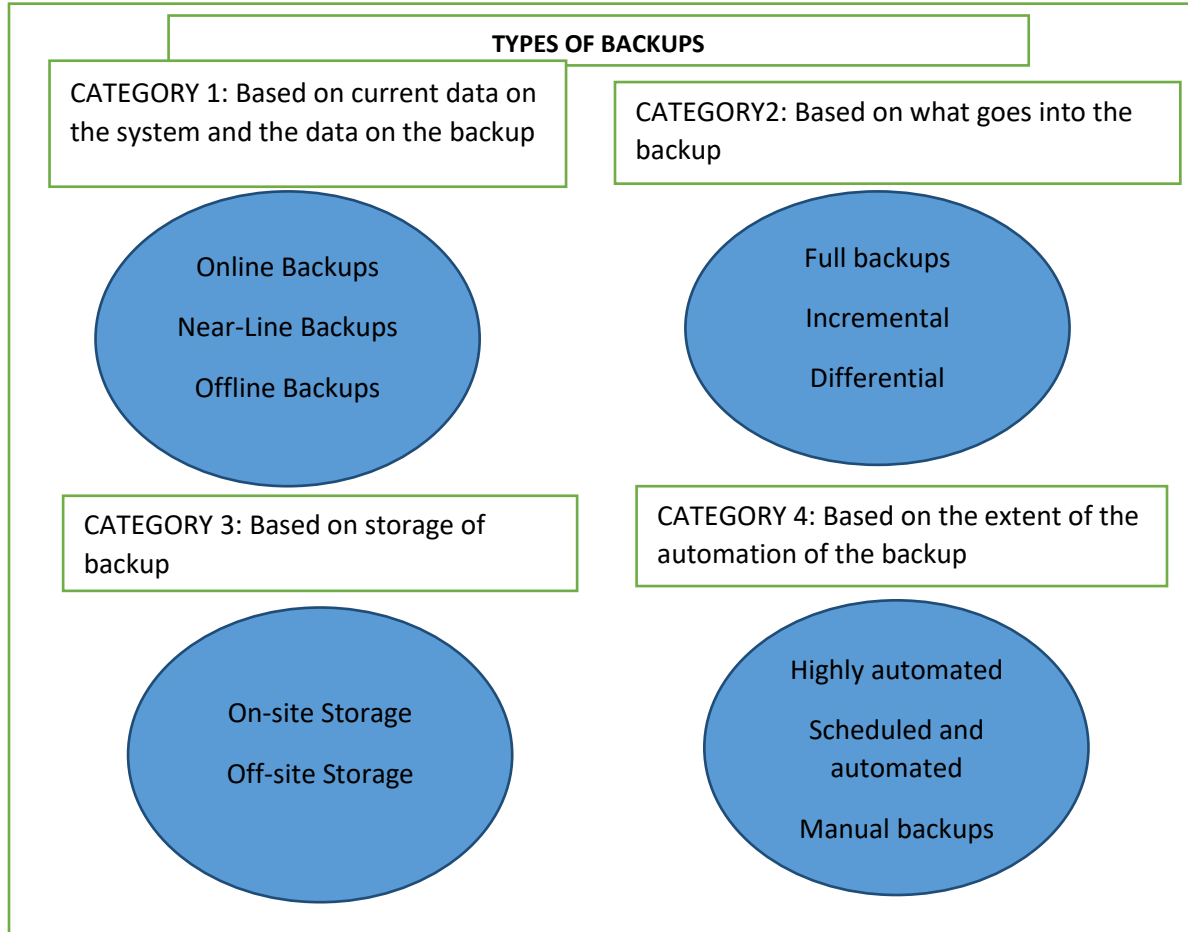 TYPES OF BACKUPS
CATEGORY 1: Based on current data on
the system and the data on the backup
CATEGORY2: Based on what goes into the
backup
Online Backups
Near-Line Backups
Offline Backups
Full backups
Incremental
Differential
CATEGORY 3: Based on storage of
backup
CATEGORY 4: Based on the extent of the
automation of the backup
On-site Storage
Off-site Storage
Highly automated
Scheduled and
automated
Manual backups